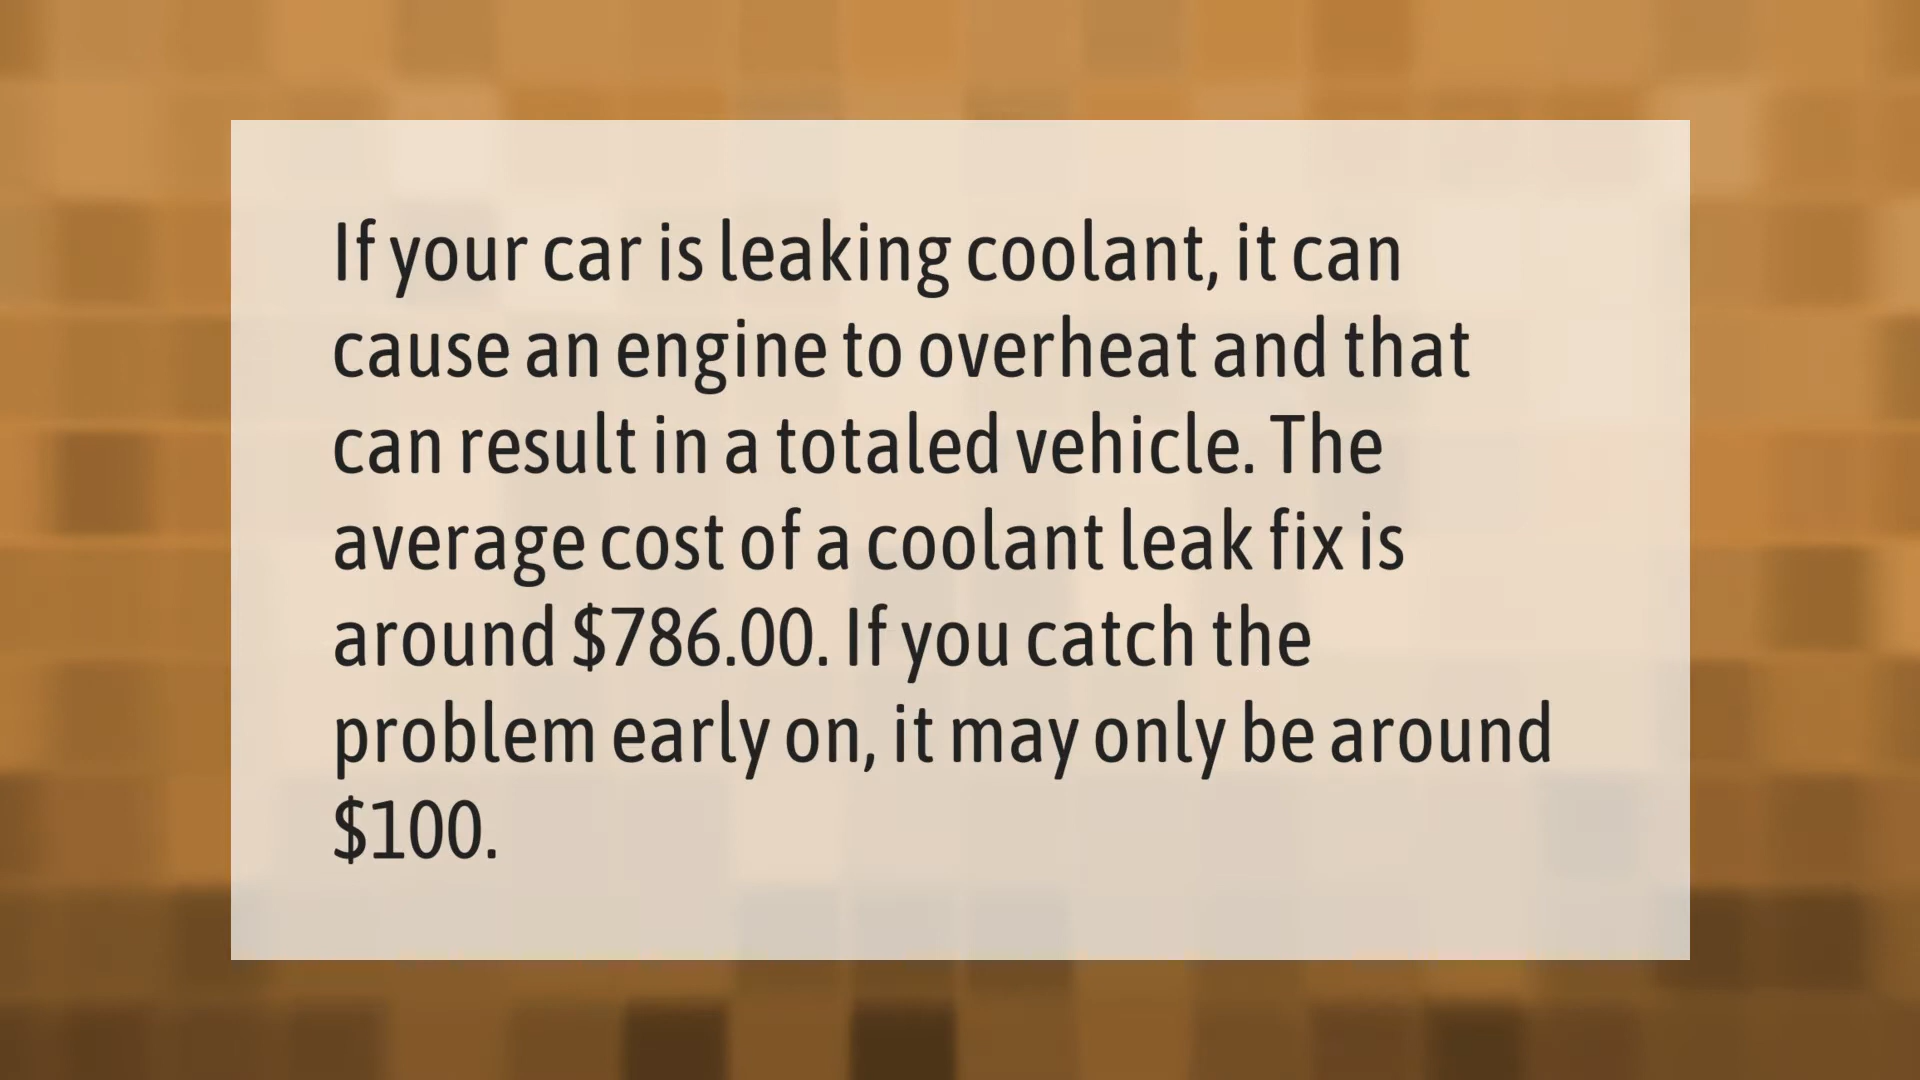 If your car is leaking coolant, it can
cause an engine to overheat and that
can result in a totaled vehicle. The
average cost of a coolant leak fix is
around $786.00. If you catch the
problem early on, it may only be around
$100.